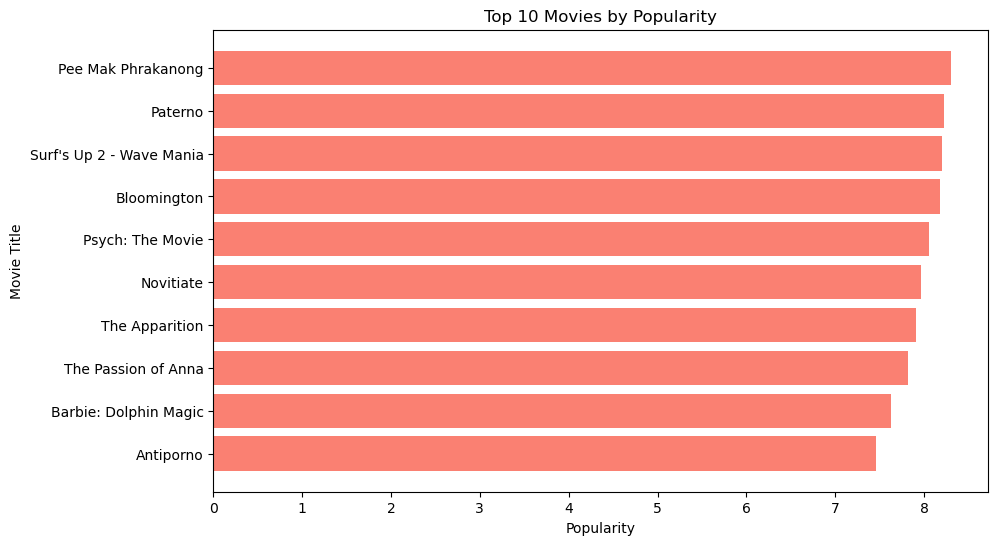 Top 10 Movies by Popularity
Movie Title
Pee Mak Phrakanong
Paterno
Surf's Up 2 - Wave Mania
Bloomington
Psych: The Movie
Novitiate
The Apparition
The Passion of Anna
Barbie: Dolphin Magic
Antiporno
0 1 2 3 4 5 6 7 8
Popularity